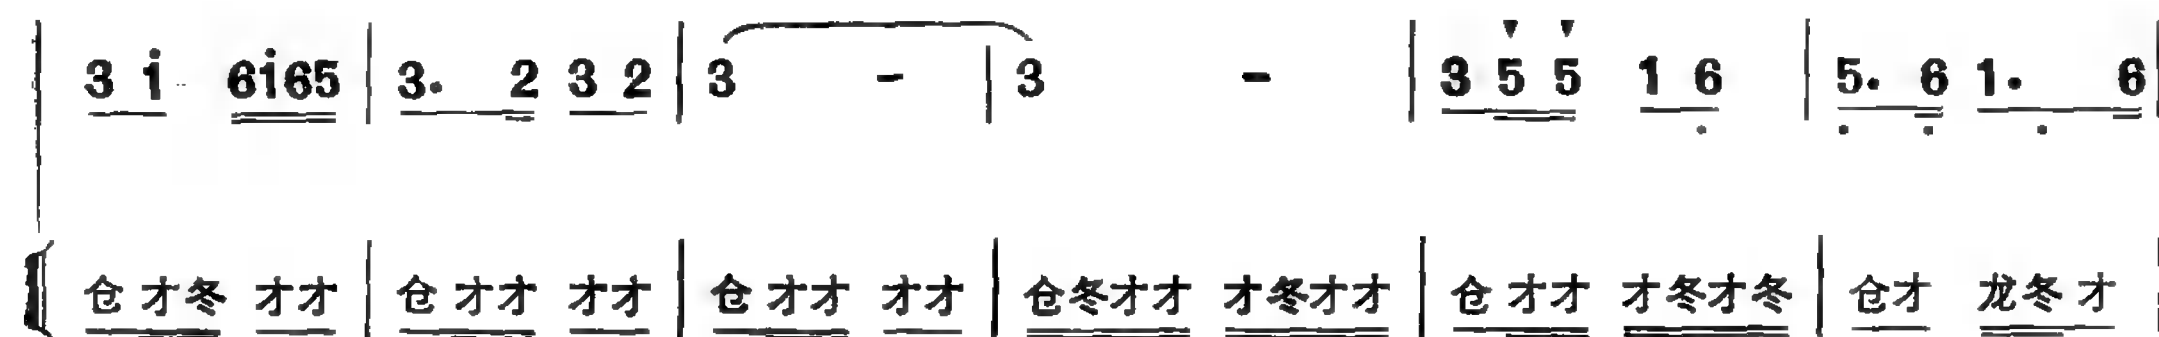 3 i 6i65 | 3. 2 3 2 | 3 - | 3 - | 3 5 5 1 6 | 5. 6 1. 6
仓 才冬 才才 | 仓 才才 才才 | 仓 才才 才才 | 仓冬才才 才冬才才 | 仓 才才 才冬才冬 | 仓才 龙冬 才